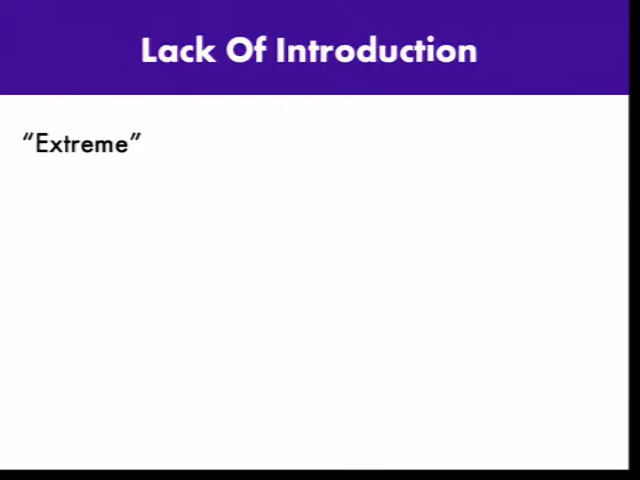 Lack Of Introduction
“Extreme”